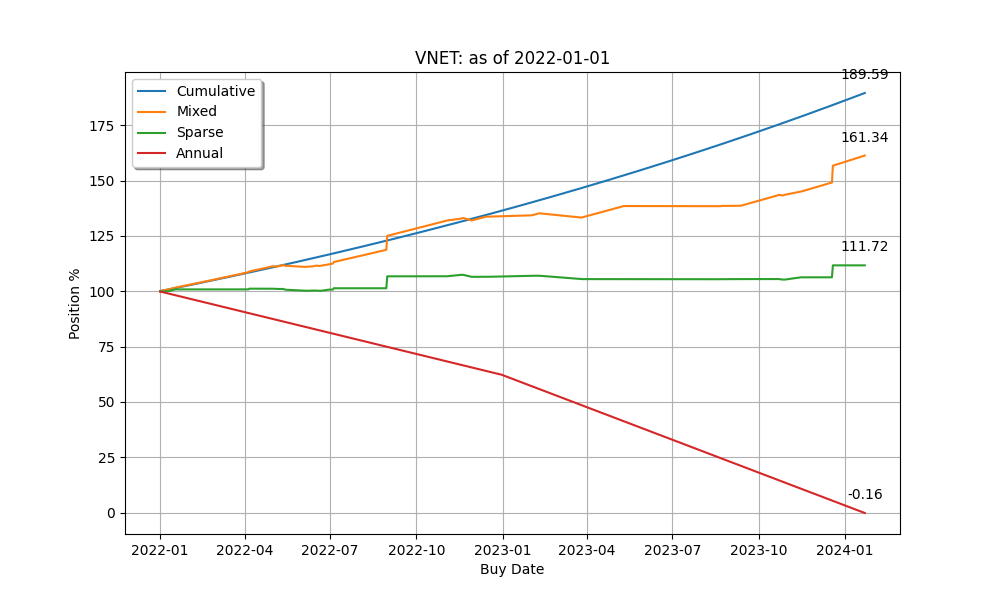 VNET: as of 2022-01-01
189.59
Cumulative
Mixed
Sparse
Annual
161.34
111.72
-0.16
175
150
125
100
75
50
25
0
Position %
2022-01 2022-04 2022-07 2022-10 2023-01 2023-04 2023-07 2023-10 2024-01
Buy Date